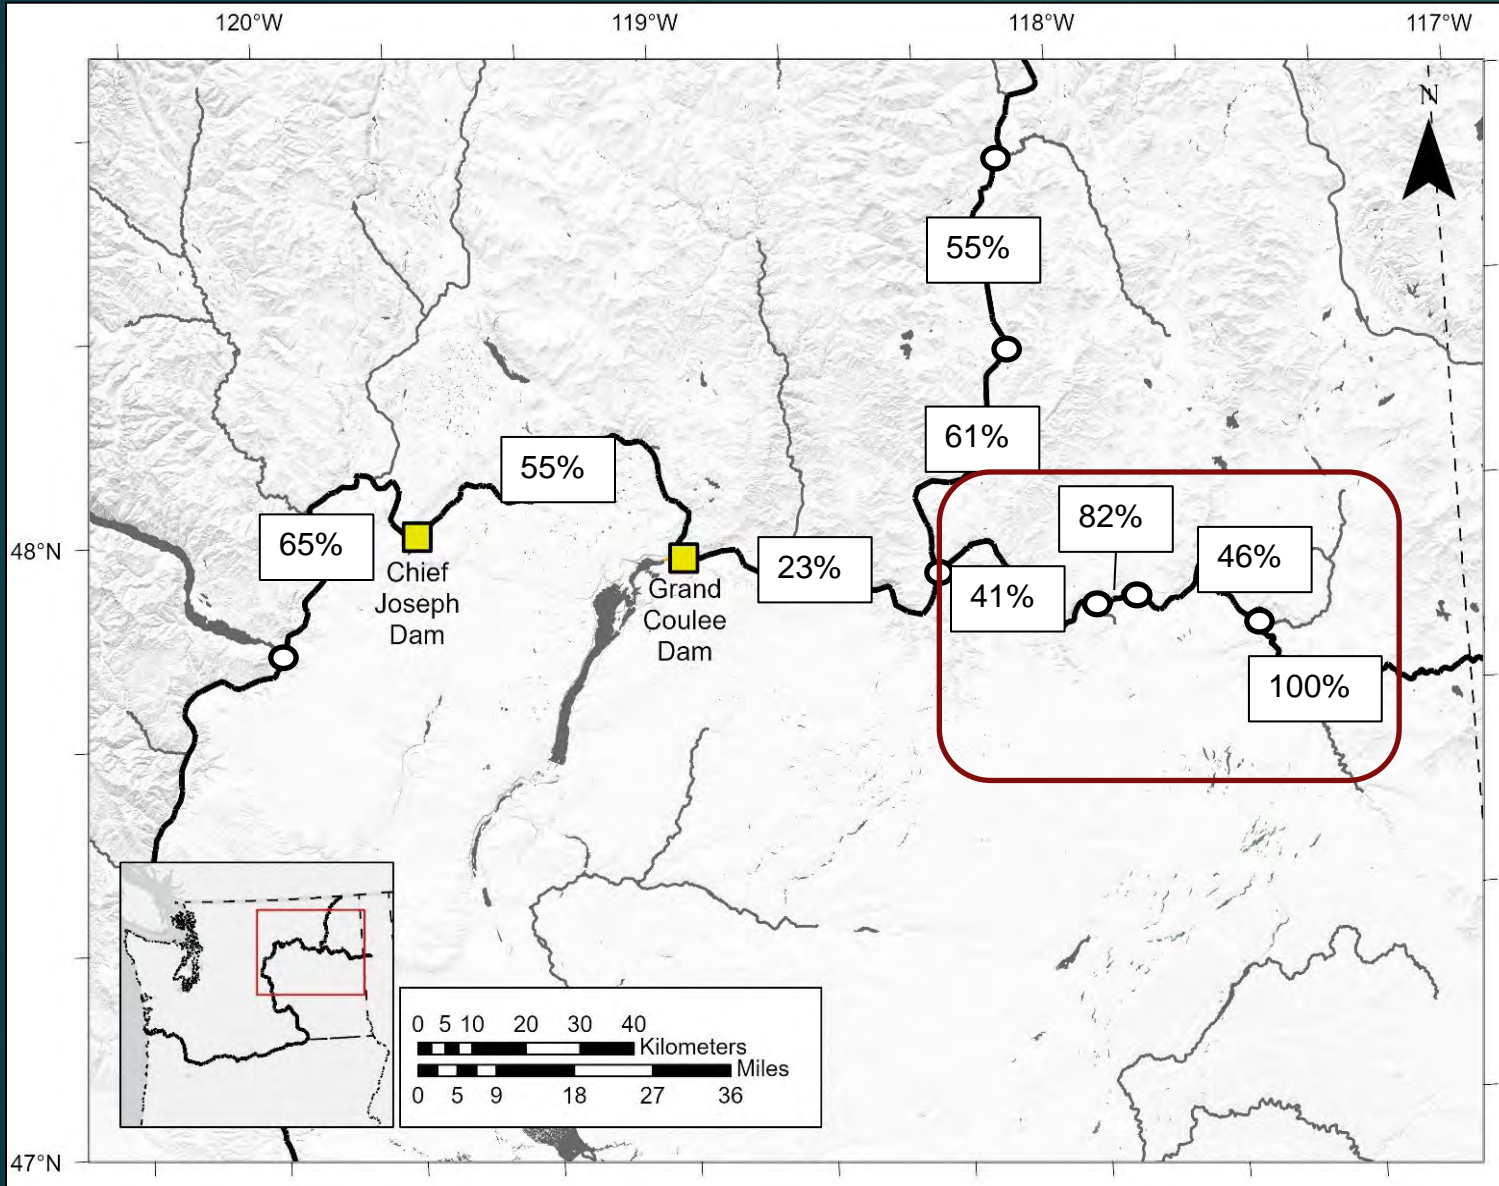 120°W
119°W
118°W
117°W
N
55%
61%
55%
82%
65%
48°N
46%
23%
41%
Chief
Joseph
Dam
Grand
Coulee
Dam
100%
0 5 10 20 30 40
Kilometers
Miles
0 5 9 18 27 36
47°N